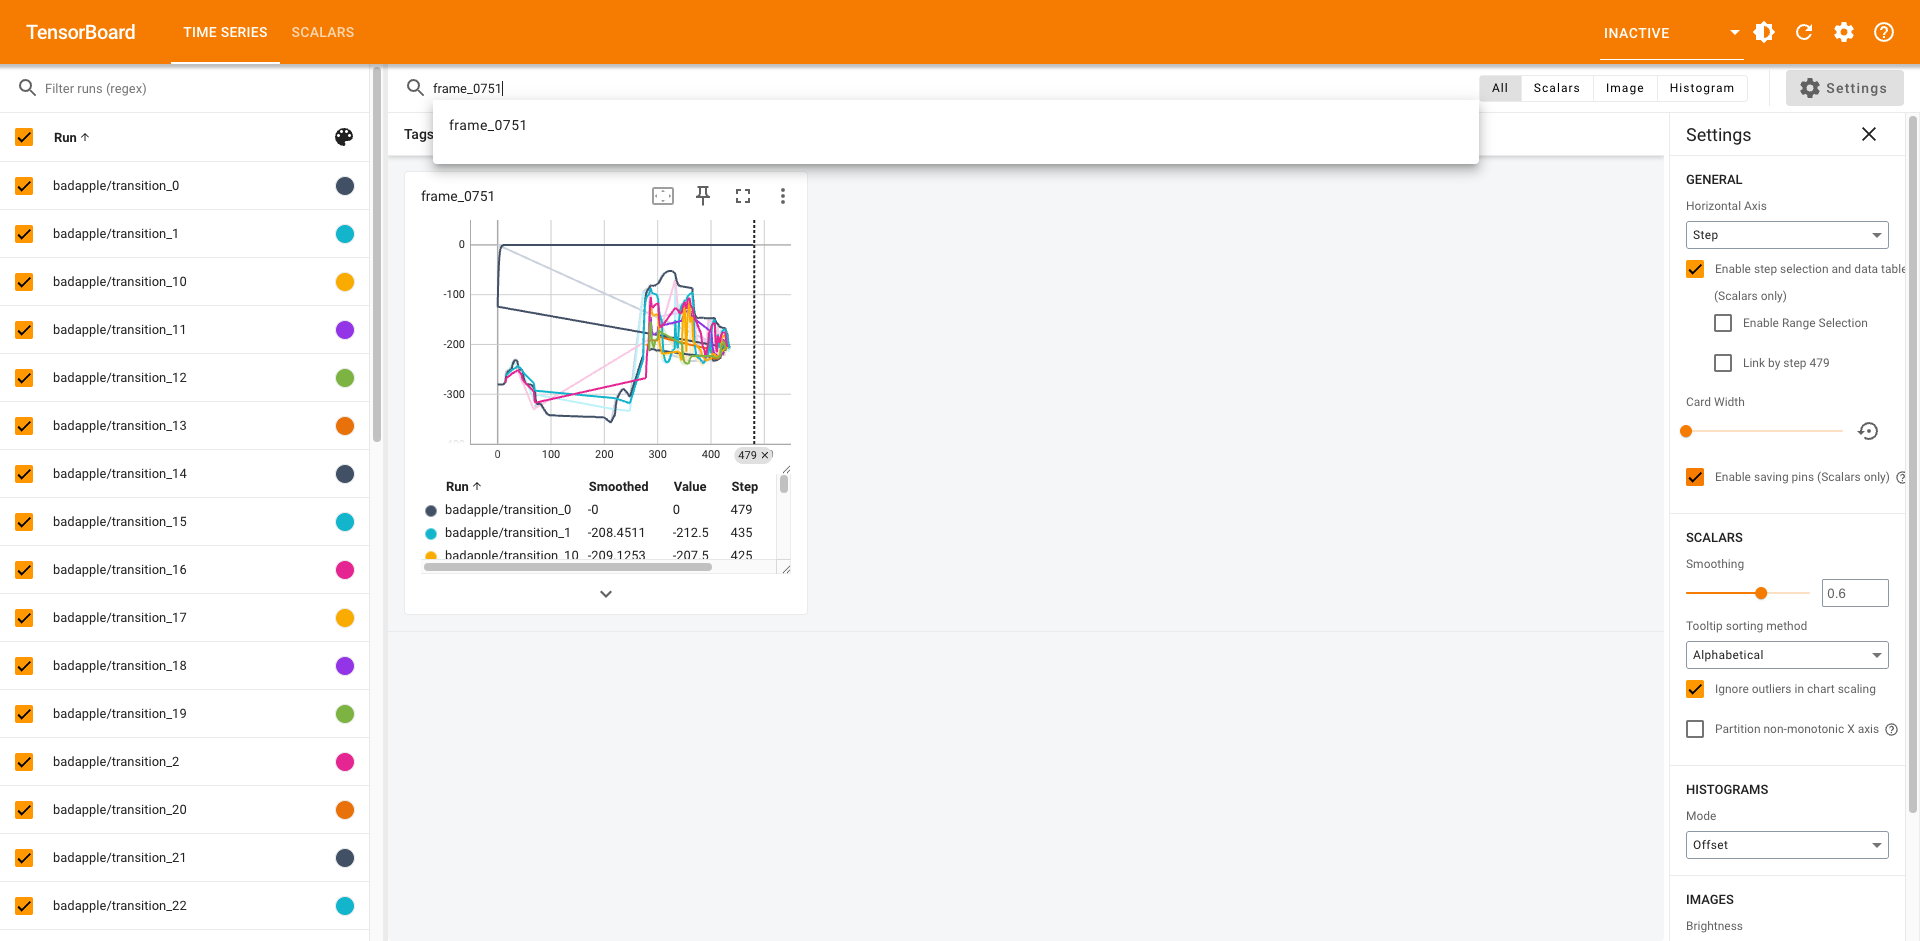 TensorBoard
TIME SERIES
SCALARS
INACTIVE
Filter runs (regex)
frame_0751
All
Scalars
Image
Histogram
Settings
frame_0751
Run
Tags
badapple/transition_0
badapple/transition_1
badapple/transition_10
badapple/transition_11
badapple/transition_12
badapple/transition_13
badapple/transition_14
badapple/transition_15
badapple/transition_16
badapple/transition_17
badapple/transition_18
badapple/transition_19
badapple/transition_2
badapple/transition_20
badapple/transition_21
badapple/transition_22
frame_0751
0
-100
-200
-300
0 100 200 300 400 479
Run Smoothed Value Step
badapple/transition_0 -0 0 479
badapple/transition_1 -208.4511 -212.5 435
badapple/transition_10 -209.1253 -207.5 425
Settings
GENERAL
Horizontal Axis
Step
Enable step selection and data table
(Scalars only)
Enable Range Selection
Link by step 479
Card Width
Enable saving pins (Scalars only)
SCALARS
Smoothing
0.6
Tooltip sorting method
Alphabetical
Ignore outliers in chart scaling
Partition non-monotonic X axis
HISTOGRAMS
Mode
Offset
IMAGES
Brightness